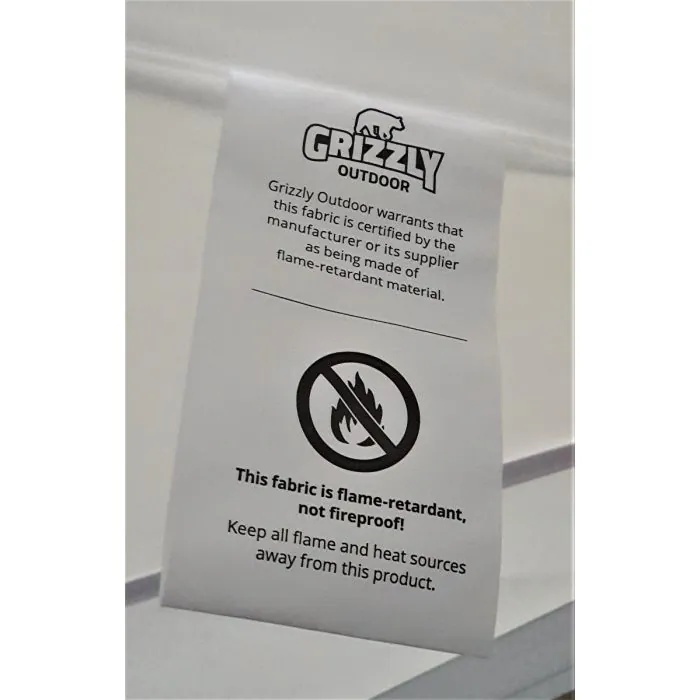 GRIZZLY
OUTDOOR
Grizzly Outdoor warrants that
this fabric is certified by the
manufacturer or its supplier
as being made of
flame-retardant material.
This fabric is flame-retardant,
not fireproof!
Keep all flame and heat sources
away from this product.